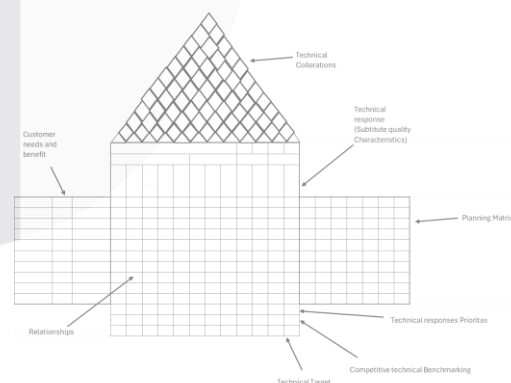 Technical
Collerations
Technical
response
(Subtitute quality
Characteristics)
Customer
needs and
benefit
Planning Matrix
Technical responses Prioritas
Relationships
Competitive technical Benchmarking
Technical Target